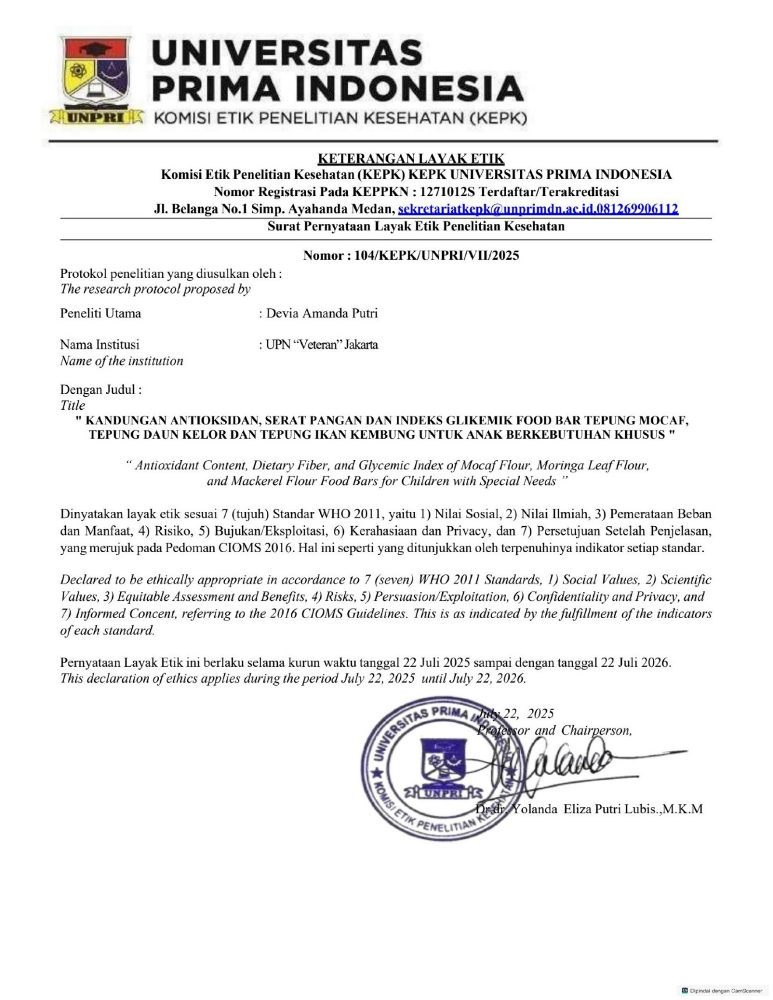 UNIVERSITAS
PRIMA INDONESIA
UNPRI
KOMISI ETIK PENELITIAN KESEHATAN (KEPK)
KETERANGAN LAYAK ETIK
Komisi Etik Penelitian Kesehatan (KEPK) KEPK UNIVERSITAS PRIMA INDONESIA
Nomor Registrasi Pada KEPPKN : 1271012S Terdaftar/Terakreditasi
Jl. Belanga No.1 Simp. Ayahanda Medan, sekretariatkepk@unprimdn.ac.id,081269906112
Surat Pernyataan Layak Etik Penelitian Kesehatan
Nomor : 104/KEPK/UNPRI/VII/2025
Protokol penelitian yang diusulkan oleh :
The research protocol proposed by
Peneliti Utama : Devia Amanda Putri
Nama Institusi : UPN “Veteran” Jakarta
Name of the institution
Dengan Judul :
Title
" KANDUNGAN ANTIOKSIDAN, SERAT PANGAN DAN INDEKS GLIKEMIK FOOD BAR TEPUNG MOCAF,
TEPUNG DAUN KELOR DAN TEPUNG IKAN KEMBUNG UNTUK ANAK BERKEBUTUHAN KHUSUS "
“ Antioxidant Content, Dietary Fiber, and Glycemic Index of Mocaf Flour, Moringa Leaf Flour,
and Mackerel Flour Food Bars for Children with Special Needs ”
Dinyatakan layak etik sesuai 7 (tujuh) Standar WHO 2011, yaitu 1) Nilai Sosial, 2) Nilai Ilmiah, 3) Pemerataan Beban
dan Manfaat, 4) Risiko, 5) Bujukan/Eksploitasi, 6) Kerahasiaan dan Privacy, dan 7) Persetujuan Setelah Penjelasan,
yang merujuk pada Pedoman CIOMS 2016. Hal ini seperti yang ditunjukkan oleh terpenuhinya indikator setiap standar.
Declared to be ethically appropriate in accordance to 7 (seven) WHO 2011 Standards, 1) Social Values, 2) Scientific
Values, 3) Equitable Assessment and Benefits, 4) Risks, 5) Persuasion/Exploitation, 6) Confidentiality and Privacy, and
7) Informed Concent, referring to the 2016 CIOMS Guidelines. This is as indicated by the fulfillment of the indicators
of each standard.
Pernyataan Layak Etik ini berlaku selama kurun waktu tanggal 22 Juli 2025 sampai dengan tanggal 22 Juli 2026.
This declaration of ethics applies during the period July 22, 2025 until July 22, 2026.
July 22, 2025
Professor and Chairperson,
UNIVERSITAS PRIMA INDONESIA
KOMISI ETIK PENELITIAN KESEHATAN
UNPRI
Dr.dr. Yolanda Eliza Putri Lubis.,M.K.M
CS Dipindai dengan CamScanner